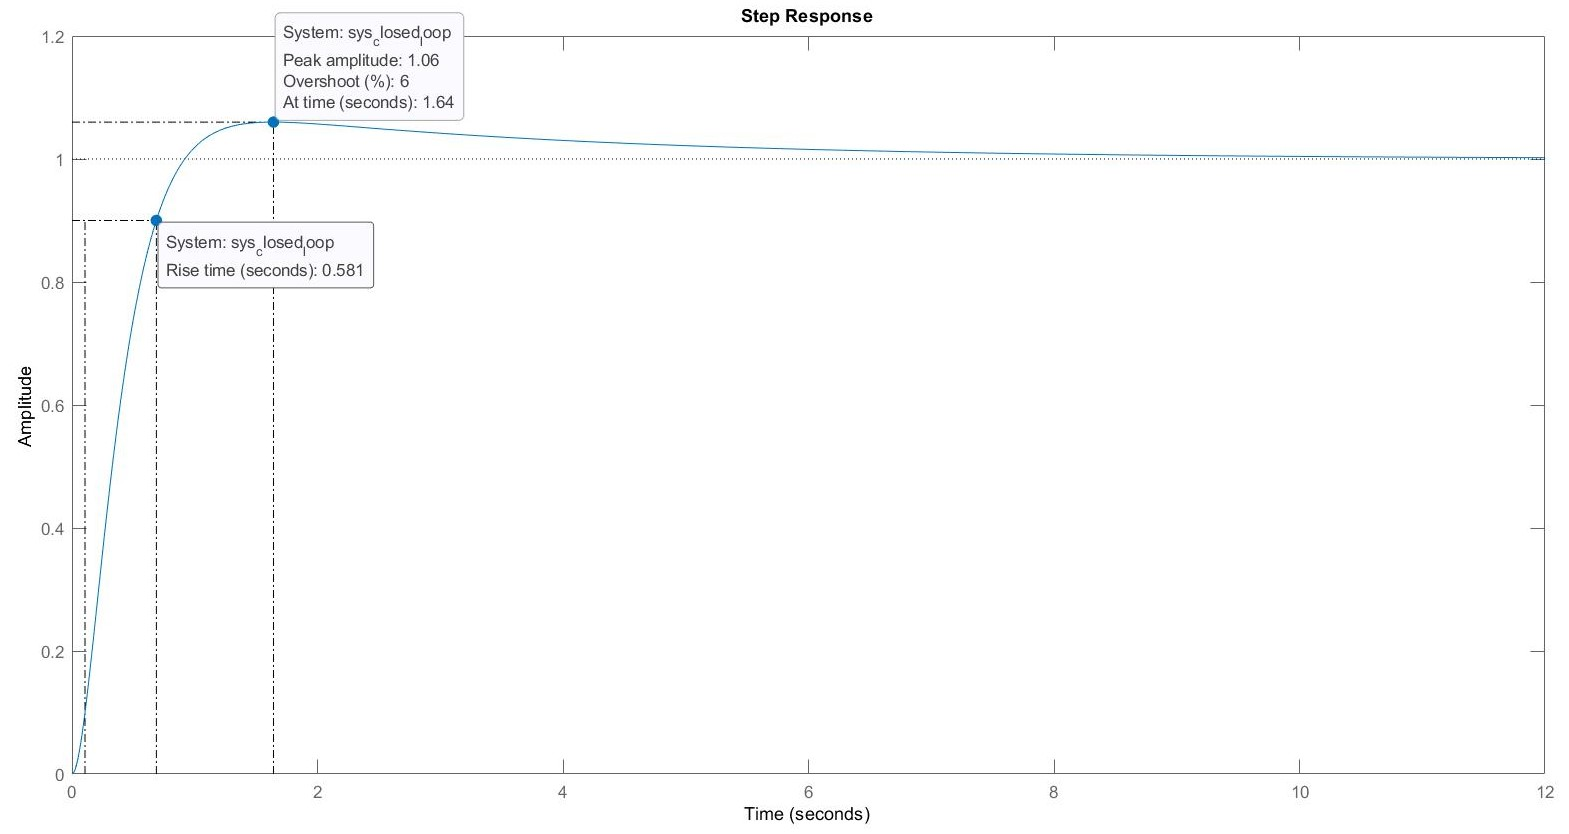 Step Response
System: sys_closed_loop
Peak amplitude: 1.06
Overshoot (%): 6
At time (seconds): 1.64
System: sys_closed_loop
Rise time (seconds): 0.581
Amplitude
1.2
1
0.8
0.6
0.4
0.2
0
0 2 4 6 8 10 12
Time (seconds)